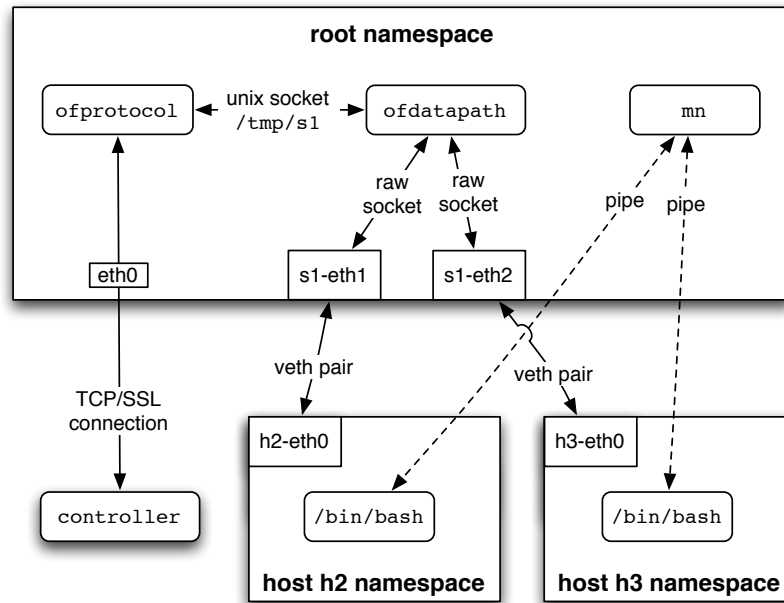 root namespace
ofprotocol
unix socket
/tmp/s1
ofdatapath
mn
raw
socket
raw
socket
pipe
pipe
eth0
s1-eth1
s1-eth2
veth pair
veth pair
TCP/SSL
connection
h2-eth0
h3-eth0
controller
/bin/bash
/bin/bash
host h2 namespace
host h3 namespace